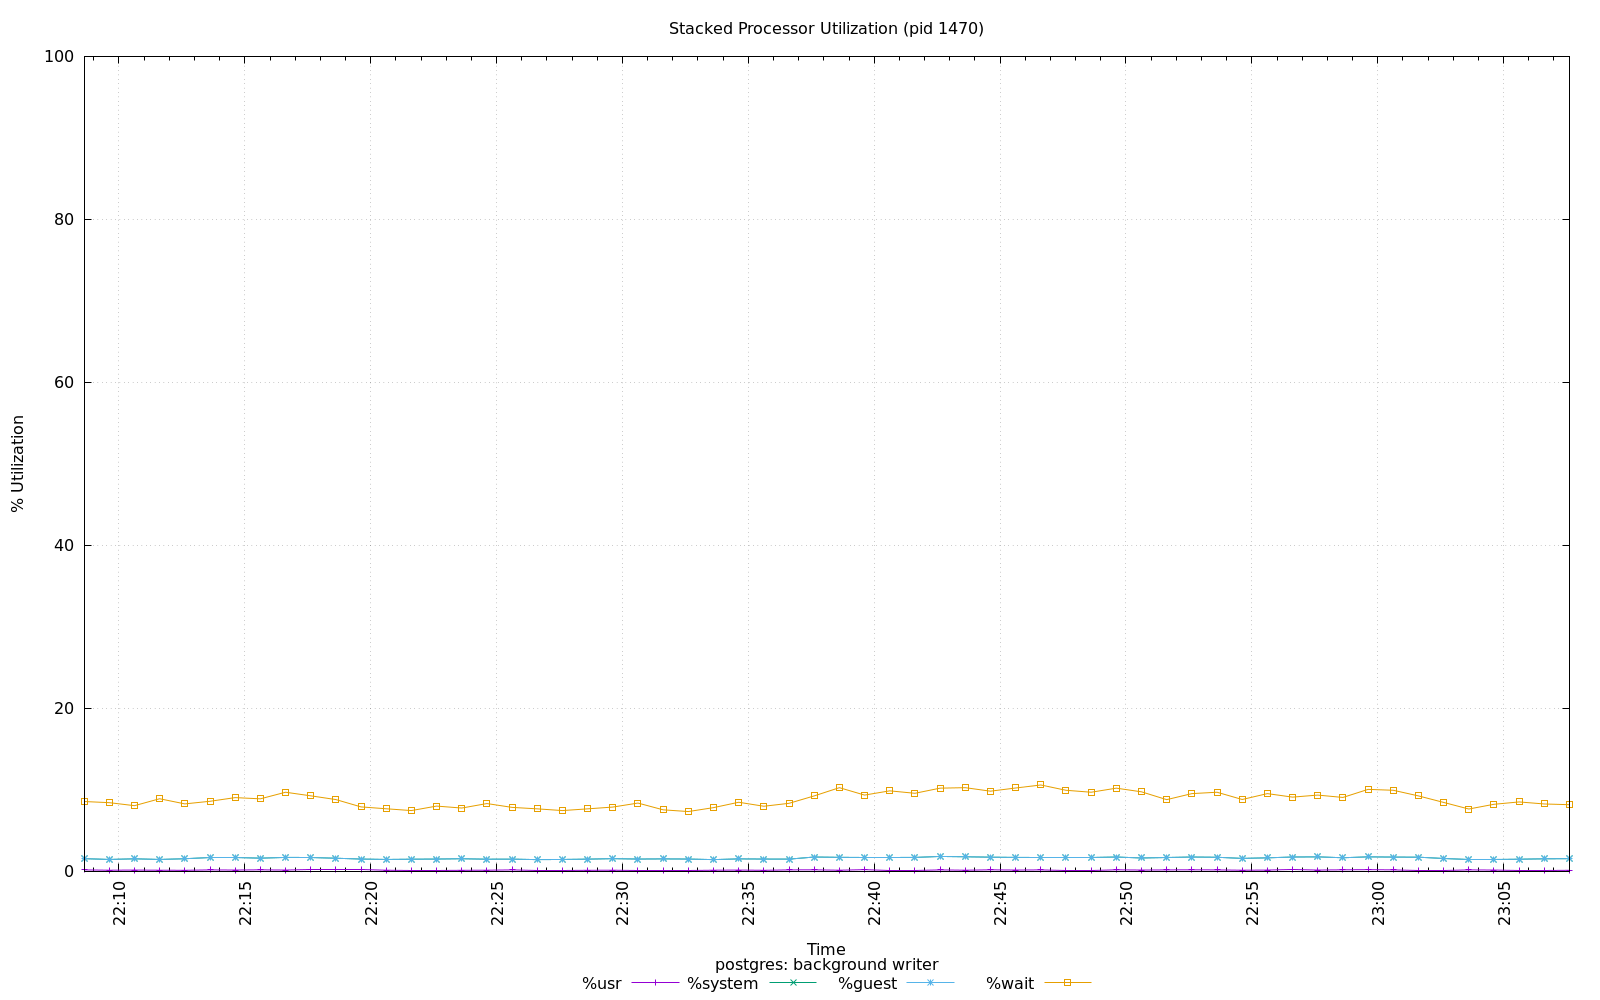 Stacked Processor Utilization (pid 1470)
100
80
60
40
20
0
% Utilization
22:10 22:15 22:20 22:25 22:30 22:35 22:40 22:45 22:50 22:55 23:00 23:05
Time
postgres: background writer
%usr %system %guest %wait